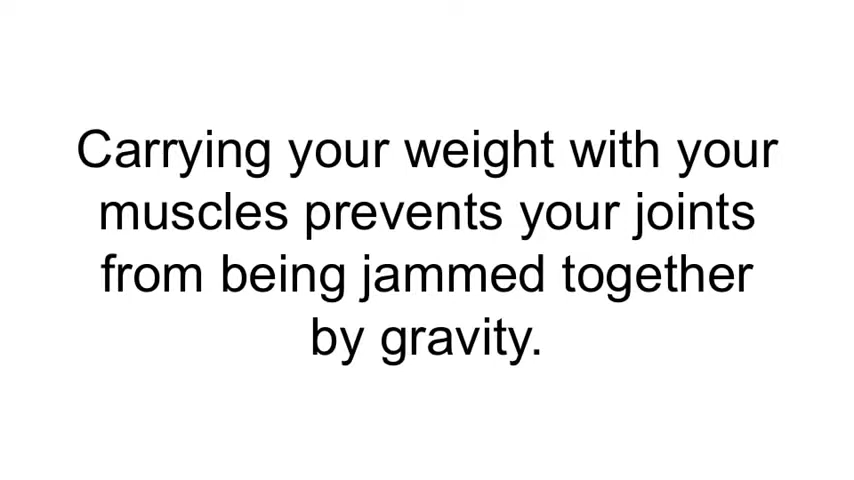 Carrying your weight with your
muscles prevents your joints
from being jammed together
by gravity.